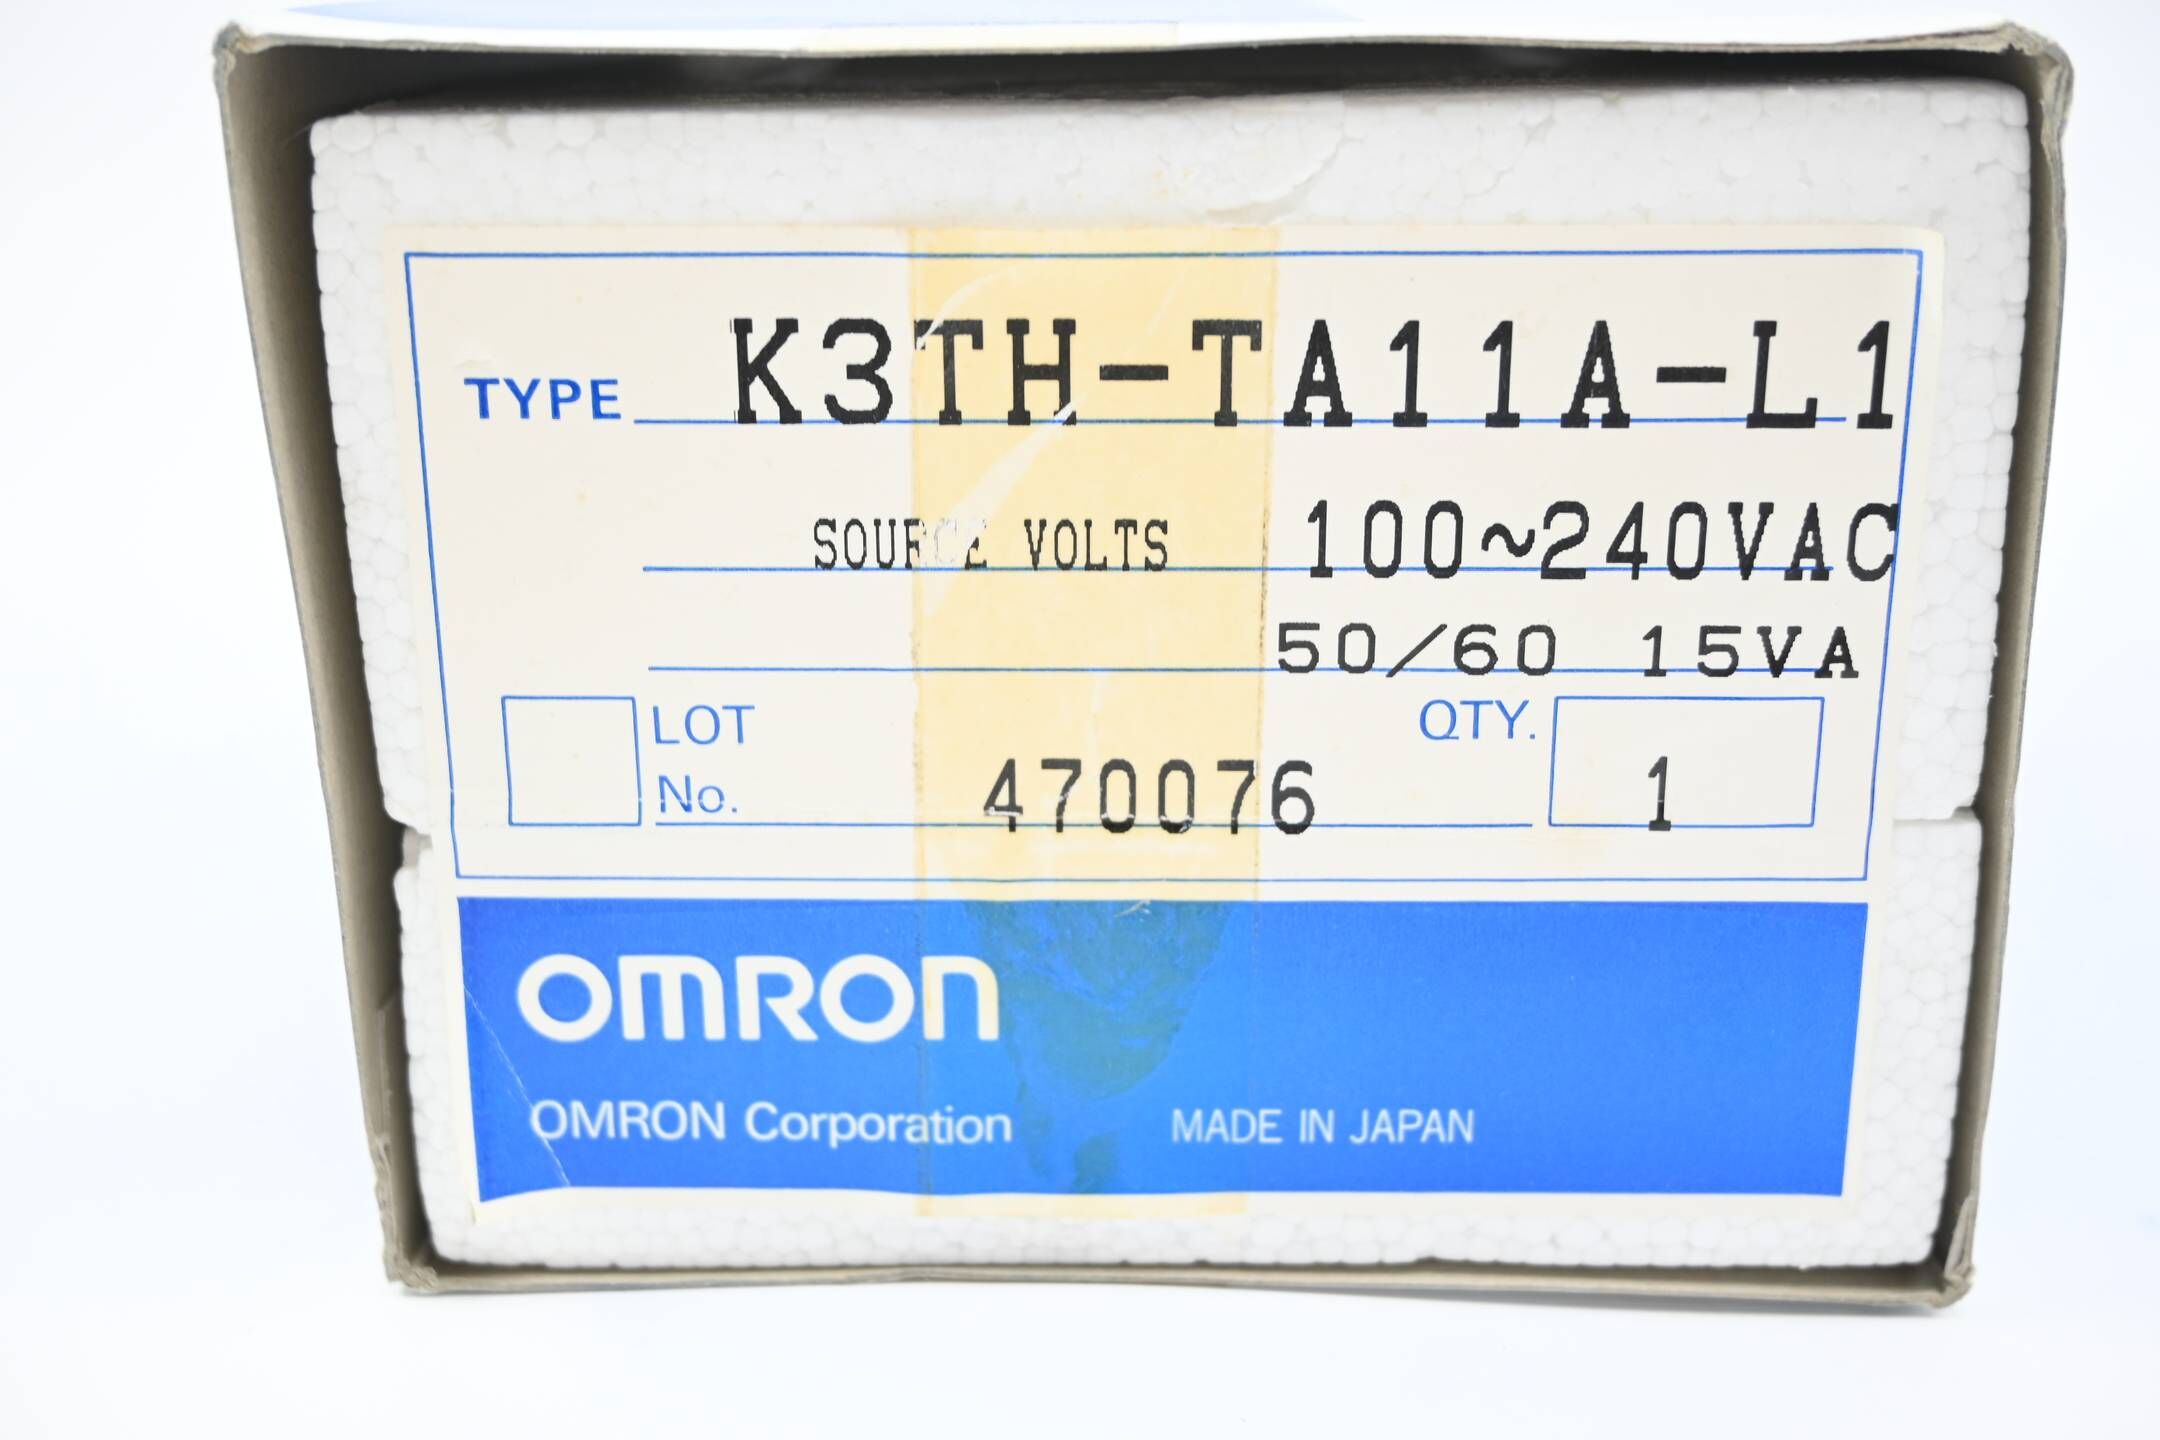 TYPE K3TH-TA11A-L1
SOURCE VOLTS 100~240VAC
50/60 15VA
LOT No. 470076 QTY. 1
OMRON
OMRON Corporation MADE IN JAPAN